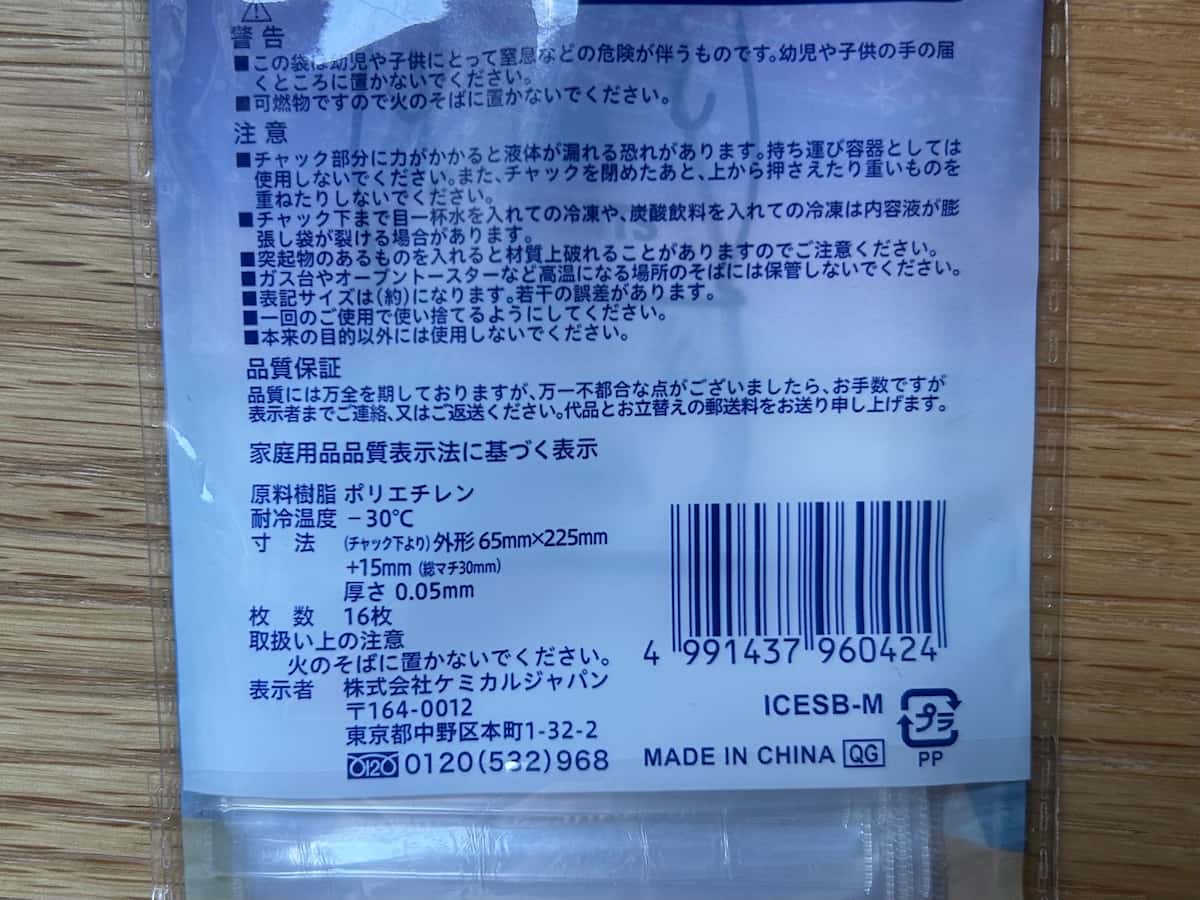 警告
■この袋は幼児や子供にとって窒息などの危険が伴うものです。幼児や子供の手の届
くところに置かないでください。
■可燃物ですので火のそばに置かないでください。
注意
■チャック部分に力がかかると液体が漏れる恐れがあります。持ち運び容器としては
使用しないでください。また、チャックを閉めたあと、上から押さえたり重いものを
重ねたりしないでください。
■チャック下まで目一杯水を入れての冷凍や、炭酸飲料を入れての冷凍は内容液が膨
張し袋が裂ける場合があります。
■突起物のあるものを入れると材質上破れることがありますのでご注意ください。
■ガス台やオーブントースターなど高温になる場所のそばには保管しないでください。
■表記サイズは(約)になります。若干の誤差があります。
■一回のご使用で使い捨てるようにしてください。
■本来の目的以外には使用しないでください。
品質保証
品質には万全を期しておりますが、万一不都合な点がございましたら、お手数ですが
表示者までご連絡、又はご返送ください。代品とお立替えの郵送料をお送り申し上げます。
家庭用品品質表示法に基づく表示
原料樹脂 ポリエチレン
耐冷温度 −30℃
寸 法 (チャック下より)外形65mm×225mm
+15mm (総マチ30mm)
厚さ 0.05mm
枚 数 16枚
取扱い上の注意
火のそばに置かないでください。
表示者 株式会社ケミカルジャパン
〒164-0012
東京都中野区本町1-32-2
0120 0120(532)968
4 991437 960424
ICESB-M
プラ
MADE IN CHINA QG
PP